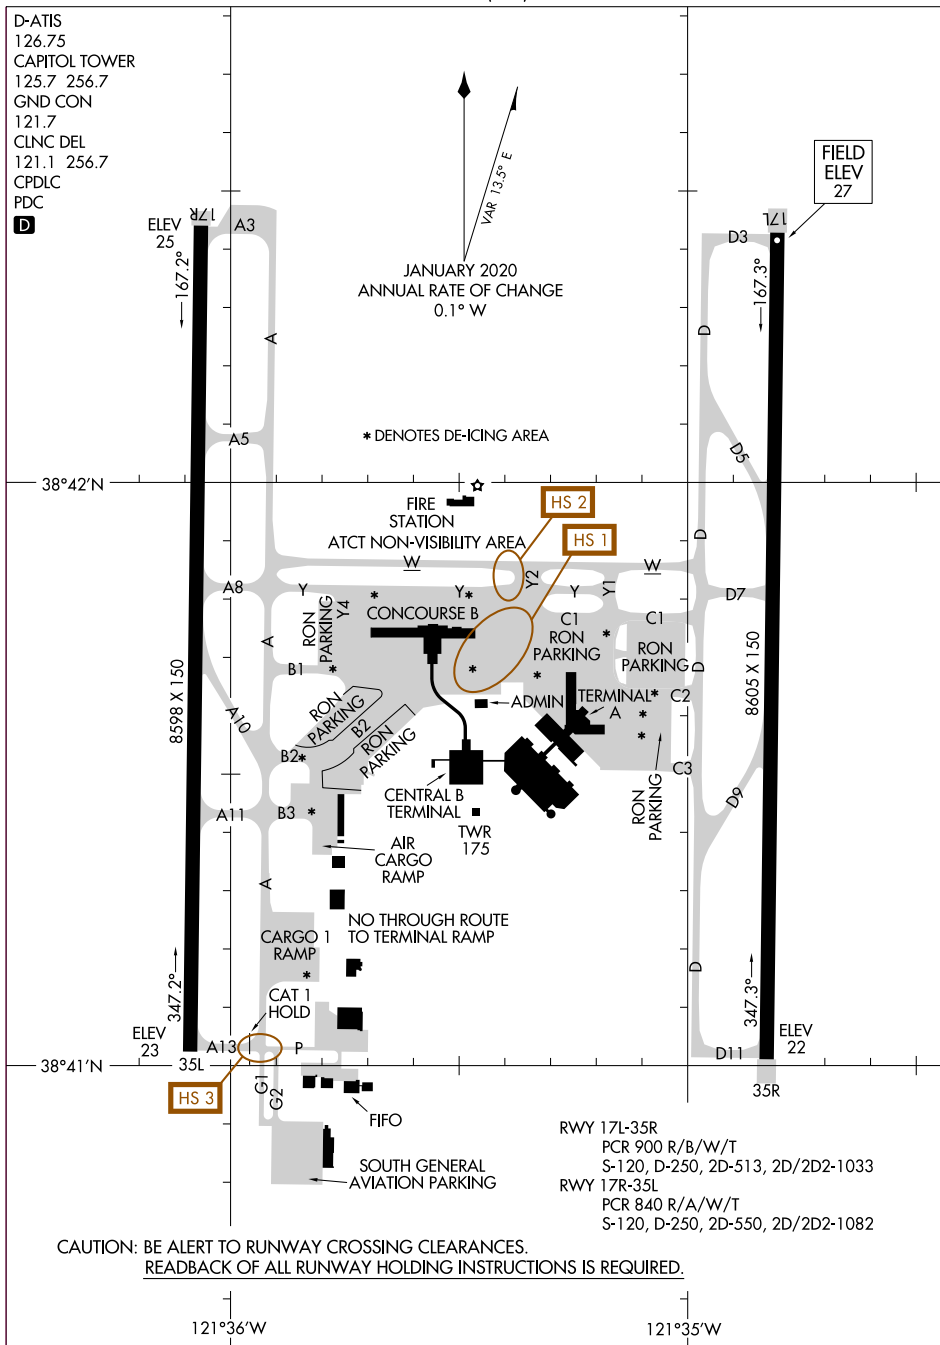 D-ATIS
126.75
CAPITOL TOWER
125.7 256.7
GND CON
121.7
CLNC DEL
121.1 256.7
CPDLC
PDC
D
VAR 13.5° E
JANUARY 2020
ANNUAL RATE OF CHANGE
0.1° W
FIELD
ELEV
27
17R
A3
ELEV
25
167.2°
A
17L
D3
167.3°
D
A5
D5
* DENOTES DE-ICING AREA
38°42'N
HS 2
FIRE
STATION
ATCT NON-VISIBILITY AREA
HS 1
W
Y2
W
D
A8
Y
Y
Y
Y1
D7
Y4
RON
PARKING
CONCOURSE B
C1
RON
PARKING
C1
RON
PARKING
A
B1
D
8598 X 150
8605 X 150
RON
PARKING
B2
RON
PARKING
ADMIN
TERMINAL
A
C2
A10
B2
C3
CENTRAL B
TERMINAL
RON
PARKING
D9
A11
B3
TWR
175
AIR
CARGO
RAMP
A
NO THROUGH ROUTE
TO TERMINAL RAMP
CARGO 1
RAMP
347.2°
CAT 1
HOLD
D
347.3°
ELEV
23
A13
P
D11
ELEV
22
38°41'N
35L
35R
G1
G2
HS 3
FIFO
SOUTH GENERAL
AVIATION PARKING
RWY 17L-35R
PCR 900 R/B/W/T
S-120, D-250, 2D-513, 2D/2D2-1033
RWY 17R-35L
PCR 840 R/A/W/T
S-120, D-250, 2D-550, 2D/2D2-1082
CAUTION: BE ALERT TO RUNWAY CROSSING CLEARANCES.
READBACK OF ALL RUNWAY HOLDING INSTRUCTIONS IS REQUIRED.
121°36'W
121°35'W